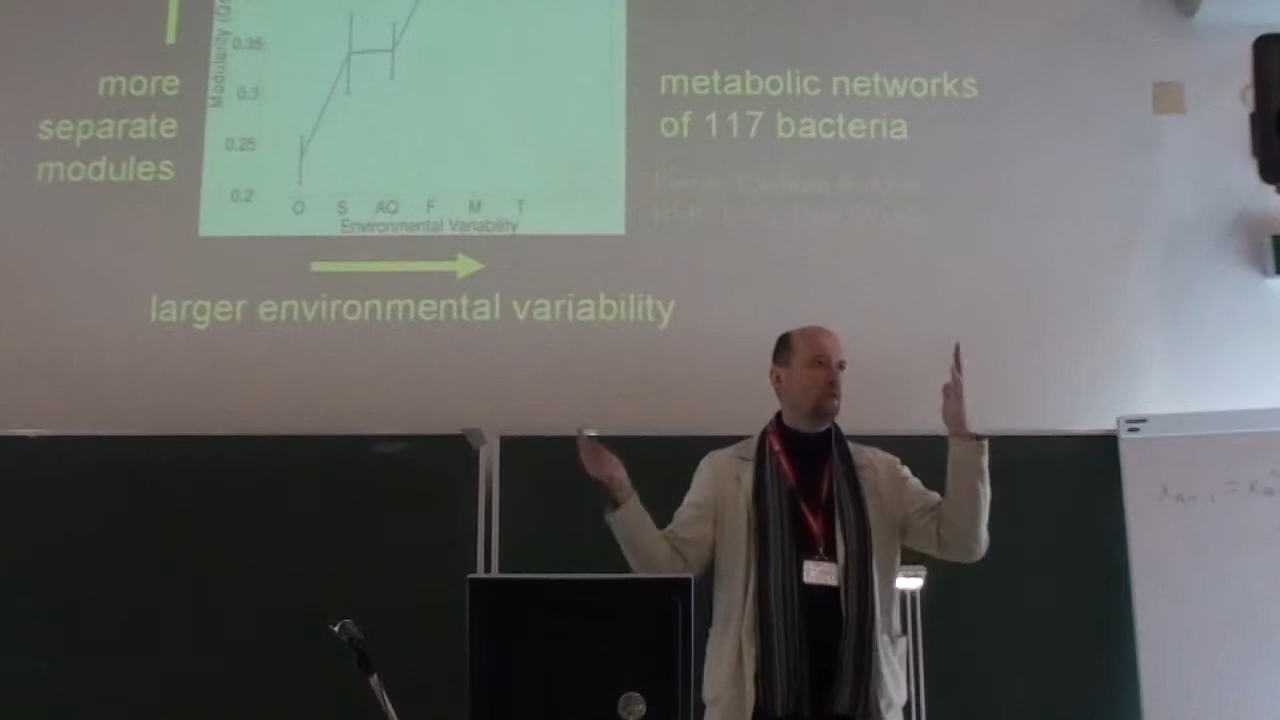 more
separate
modules
Modularity
0.35
0.3
0.25
0.2
O S AQ F M T
Environmental Variability
larger environmental variability
metabolic networks
of 117 bacteria